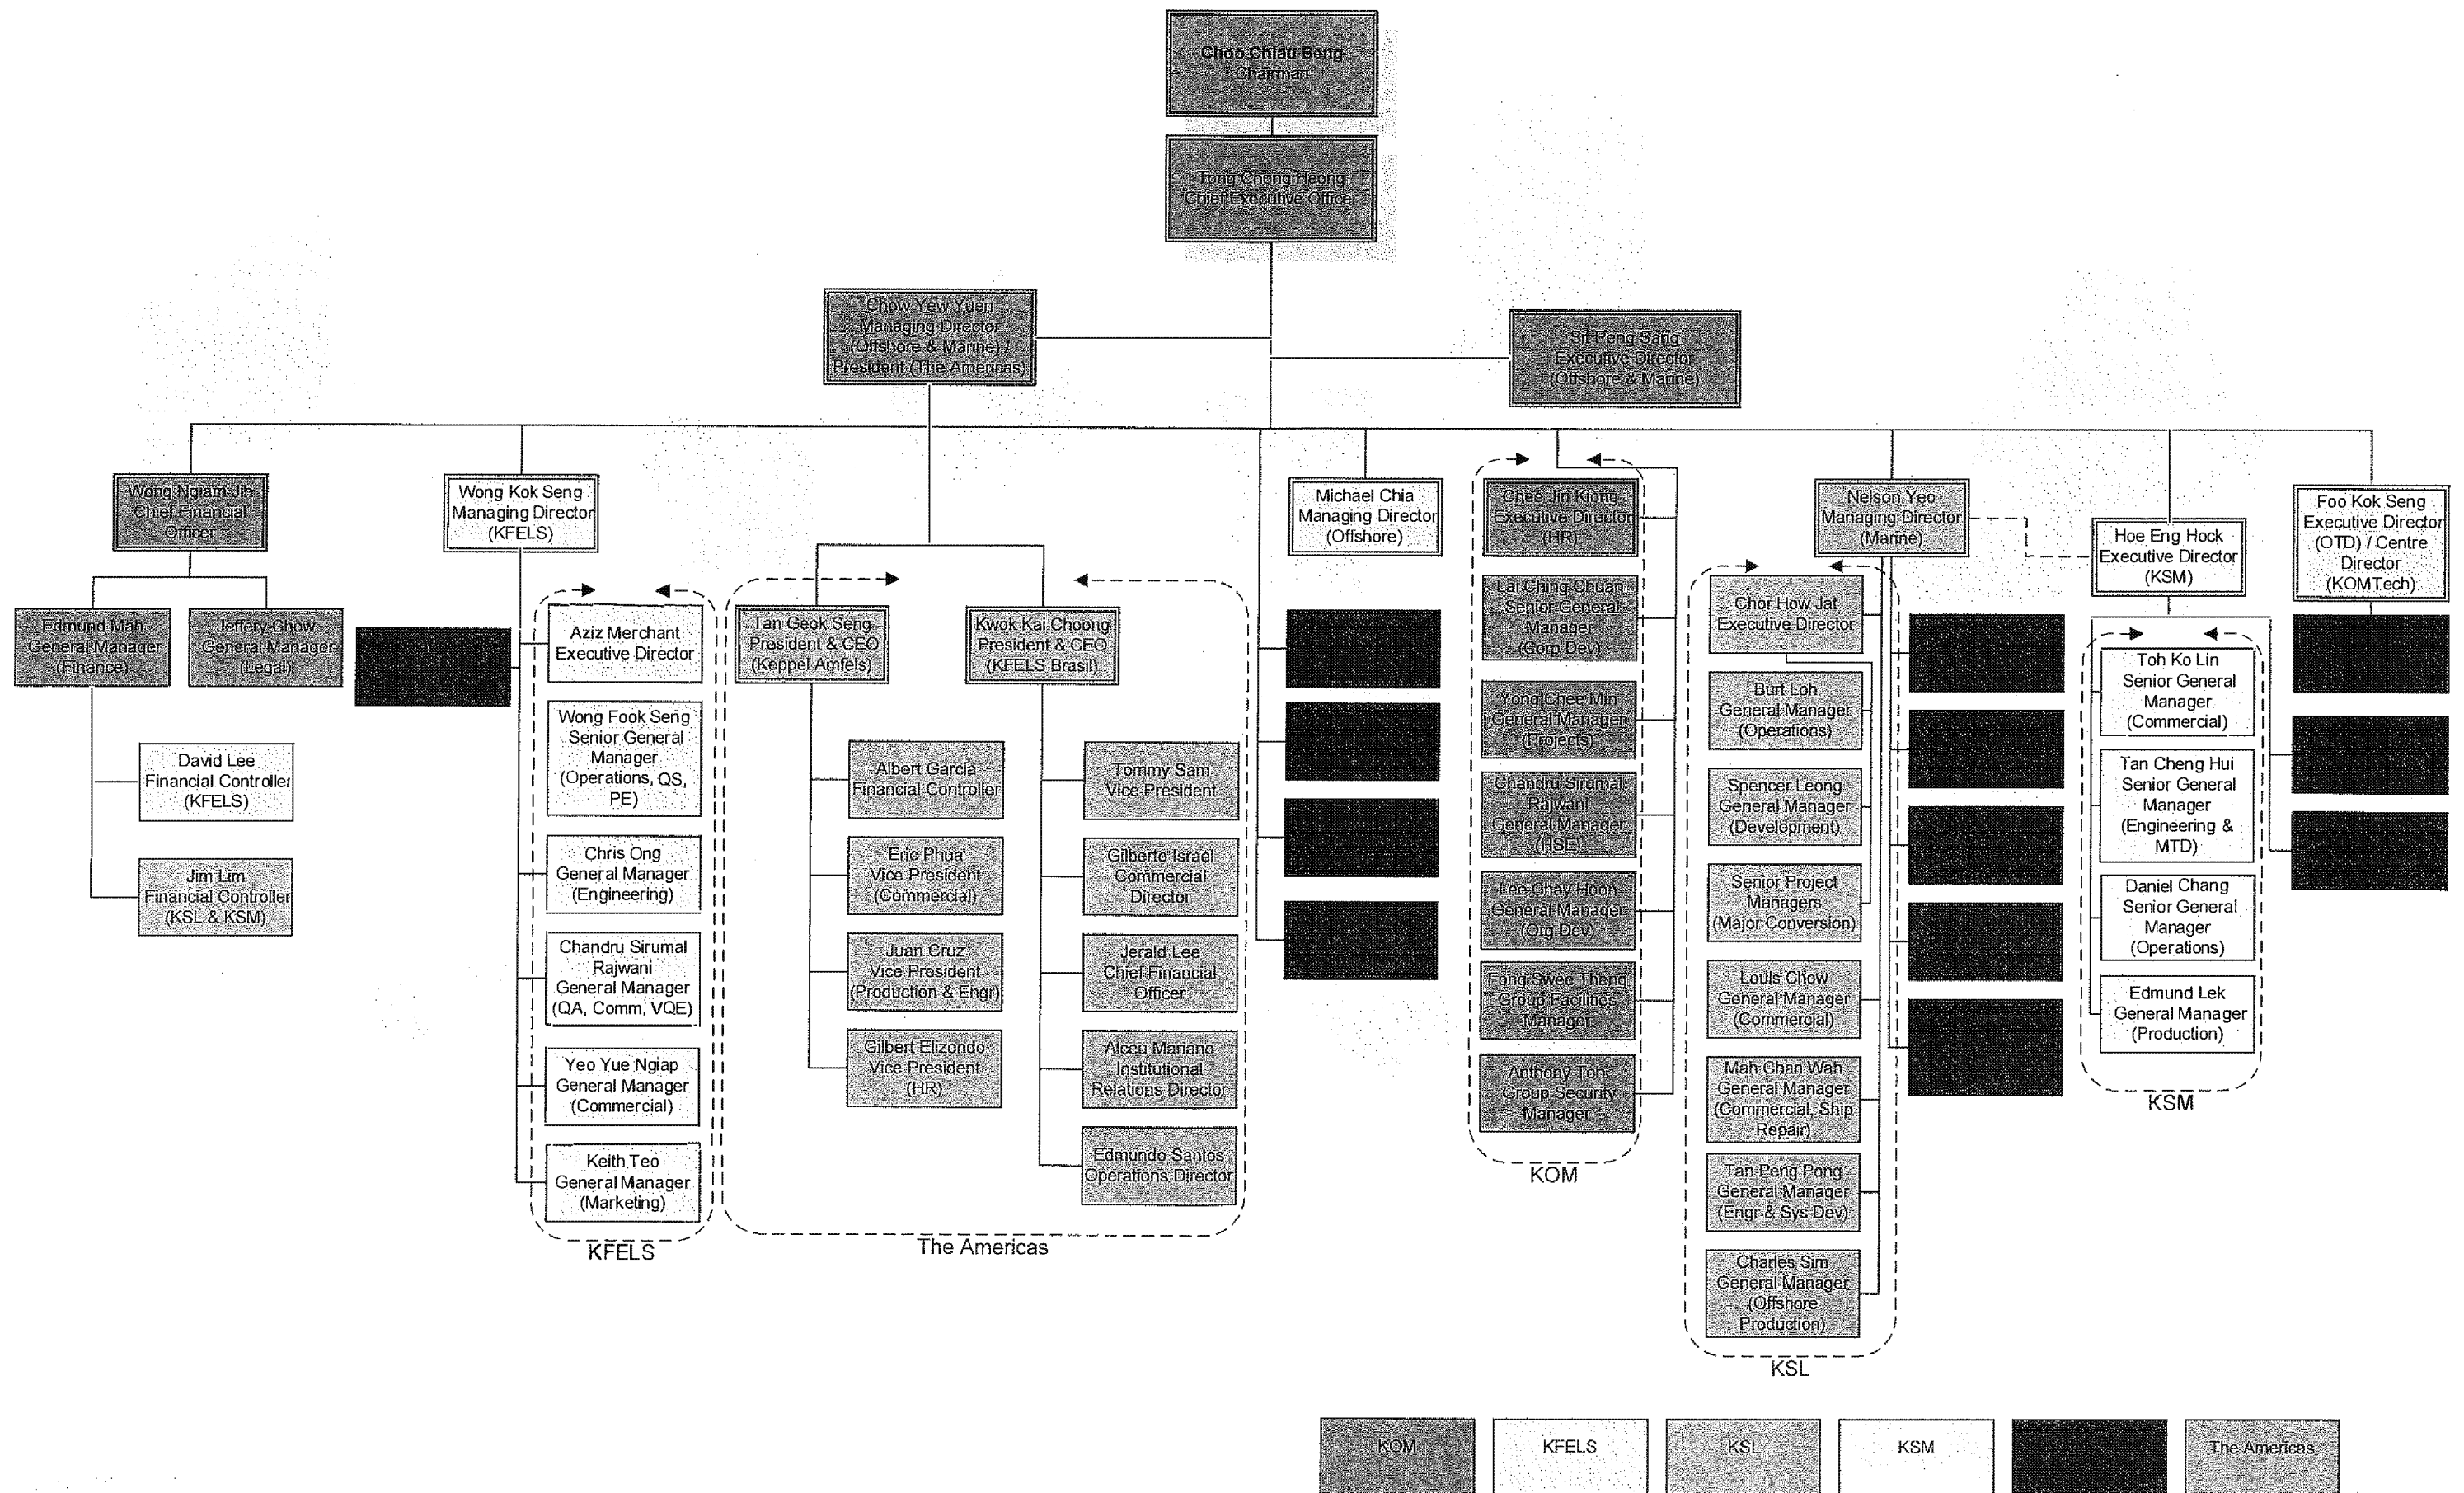 Choo Chiau Beng
Chairman
Tong Chong Heong
Chief Executive Officer
Chow Yew Yuen
Managing Director
(Offshore & Marine) /
President (The Americas)
Sit Peng Sang
Executive Director
(Offshore & Marine)
Wong Ngiam Jih
Chief Financial
Officer
Edmund Mah
General Manager
(Finance)
Jeffery Chow
General Manager
(Legal)
David Lee
Financial Controller
(KFELS)
Jim Lim
Financial Controller
(KSL & KSM)
Wong Kok Seng
Managing Director
(KFELS)
Aziz Merchant
Executive Director
Wong Fook Seng
Senior General
Manager
(Operations, QS,
PE)
Chris Ong
General Manager
(Engineering)
Chandru Sirumal
Rajwani
General Manager
(QA, Comm, VQE)
Yeo Yue Ngiap
General Manager
(Commercial)
Keith Teo
General Manager
(Marketing)
KFELS
Tan Geok Seng
President & CEO
(Keppel Amfels)
Albert Garcia
Financial Controller
Eric Phua
Vice President
(Commercial)
Juan Cruz
Vice President
(Production & Engr)
Gilbert Elizondo
Vice President
(HR)
Kwok Kai Choong
President & CEO
(KFELS Brasil)
Tommy Sam
Vice President
Gilberto Israel
Commercial
Director
Jerald Lee
Chief Financial
Officer
Alceu Mariano
Institutional
Relations Director
Edmundo Santos
Operations Director
The Americas
Michael Chia
Managing Director
(Offshore)
Chee Jin Kiong
Executive Director
(HR)
Lai Ching Chuan
Senior General
Manager
(Corp Dev)
Yong Chee Min
General Manager
(Projects)
Chandru Sirumal
Rajwani
General Manager
(HSE)
Lee Chay Hoon
General Manager
(Org Dev)
Fong Swee Theng
Group Facilities
Manager
Anthony Toh
Group Security
Manager
KOM
Nelson Yeo
Managing Director
(Marine)
Chor How Jat
Executive Director
Burt Loh
General Manager
(Operations)
Spencer Leong
General Manager
(Development)
Senior Project
Managers
(Major Conversion)
Louis Chow
General Manager
(Commercial)
Mah Chan Wah
General Manager
(Commercial, Ship
Repair)
Tan Peng Pong
General Manager
(Engr & Sys Dev)
Charles Sim
General Manager
(Offshore
Production)
KSL
Hoe Eng Hock
Executive Director
(KSM)
Toh Ko Lin
Senior General
Manager
(Commercial)
Tan Cheng Hui
Senior General
Manager
(Engineering &
MTD)
Daniel Chang
Senior General
Manager
(Operations)
Edmund Lek
General Manager
(Production)
KSM
Foo Kok Seng
Executive Director
(OTD) / Centre
Director
(KOMTech)
KOM
KFELS
KSL
KSM
The Americas